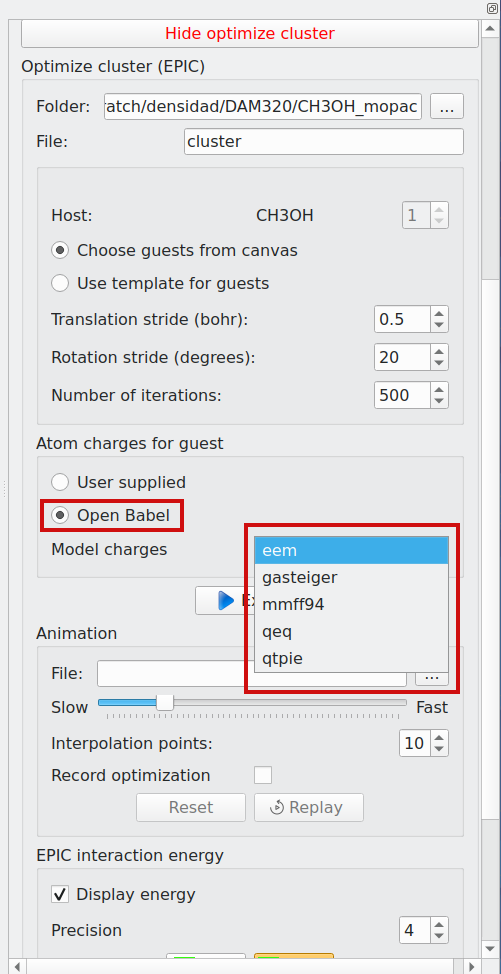 Hide optimize cluster
Optimize cluster (EPIC)
Folder: ratch/densidad/DAM320/CH3OH_mopac ...
File: cluster
Host: CH3OH 1
Choose guests from canvas
Use template for guests
Translation stride (bohr): 0.5
Rotation stride (degrees): 20
Number of iterations: 500
Atom charges for guest
User supplied
Open Babel
Model charges
eem
gasteiger
mmff94
qeq
qtpie
Animation
File: ...
Slow Fast
Interpolation points: 10
Record optimization
Reset Replay
EPIC interaction energy
Display energy
Precision 4